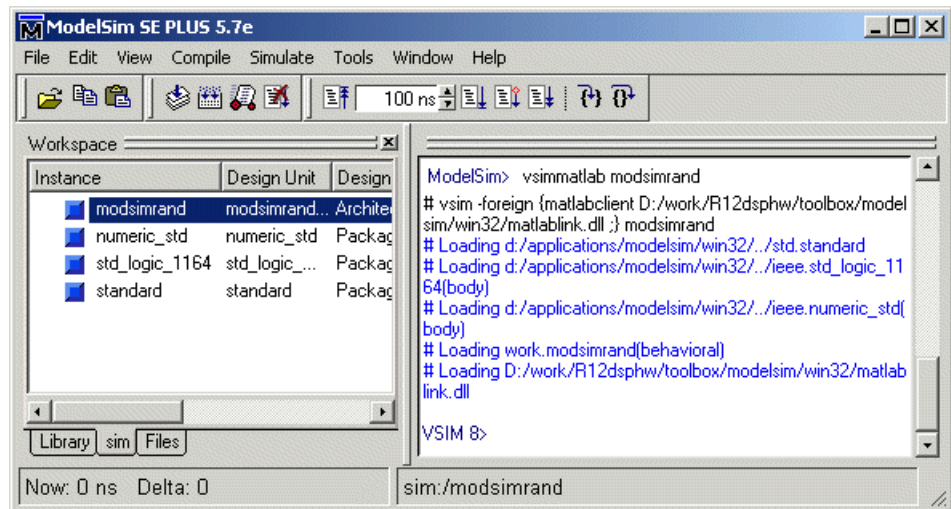 ModelSim SE PLUS 5.7e
File Edit View Compile Simulate Tools Window Help
100 ns
Workspace
Instance Design Unit Design
modsimrand modsimrand... Archite
numeric_std numeric_std Packag
std_logic_1164 std_logic_... Packag
standard standard Packag
Library sim Files
ModelSim> vsimmatlab modsimrand
# vsim -foreign {matlabclient D:/work/R12dsphw/toolbox/model
sim/win32/matlablink.dll ;} modsimrand
# Loading d:/applications/modelsim/win32/../std.standard
# Loading d:/applications/modelsim/win32/../ieee.std_logic_11
64(body)
# Loading d:/applications/modelsim/win32/../ieee.numeric_std(
body)
# Loading work.modsimrand(behavioral)
# Loading D:/work/R12dsphw/toolbox/modelsim/win32/matlab
link.dll
VSIM 8>
Now: 0 ns Delta: 0
sim:/modsimrand